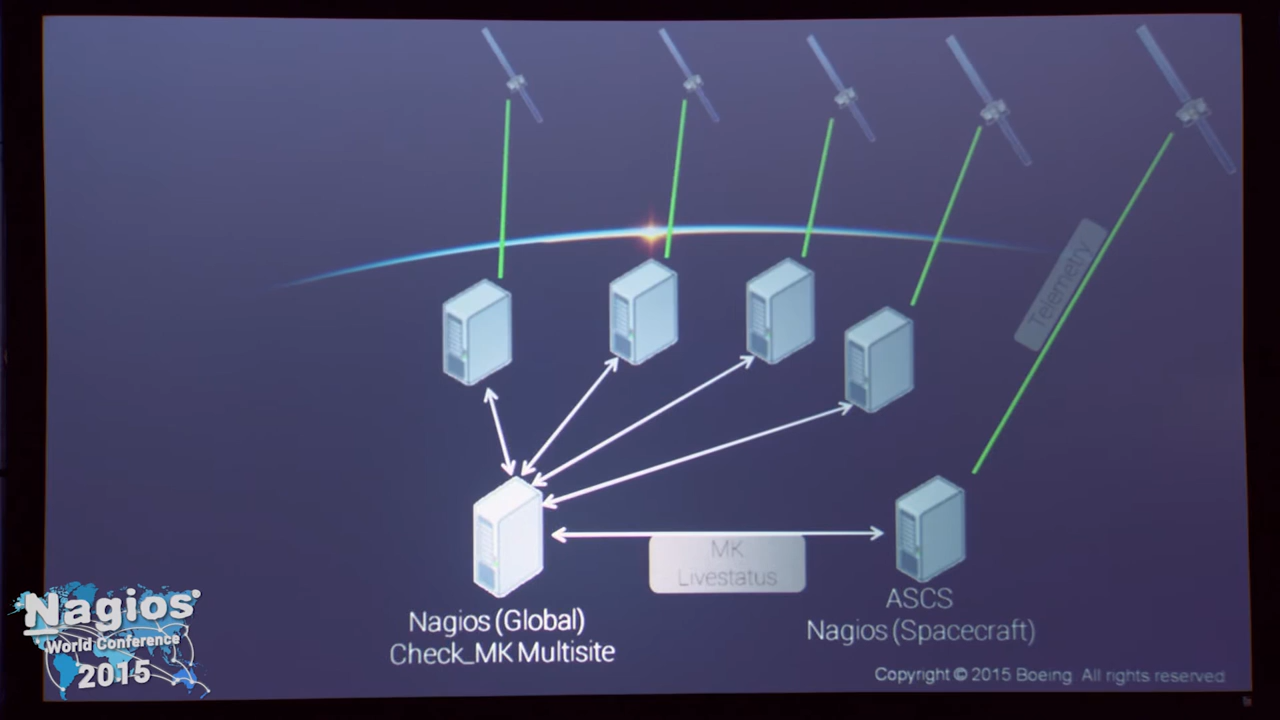 Telemetry
MK
Livestatus
ASCS
Nagios (Spacecraft)
Nagios (Global)
Check_MK Multisite
Copyright © 2015 Boeing. All rights reserved.
Nagios®
World Conference
2015